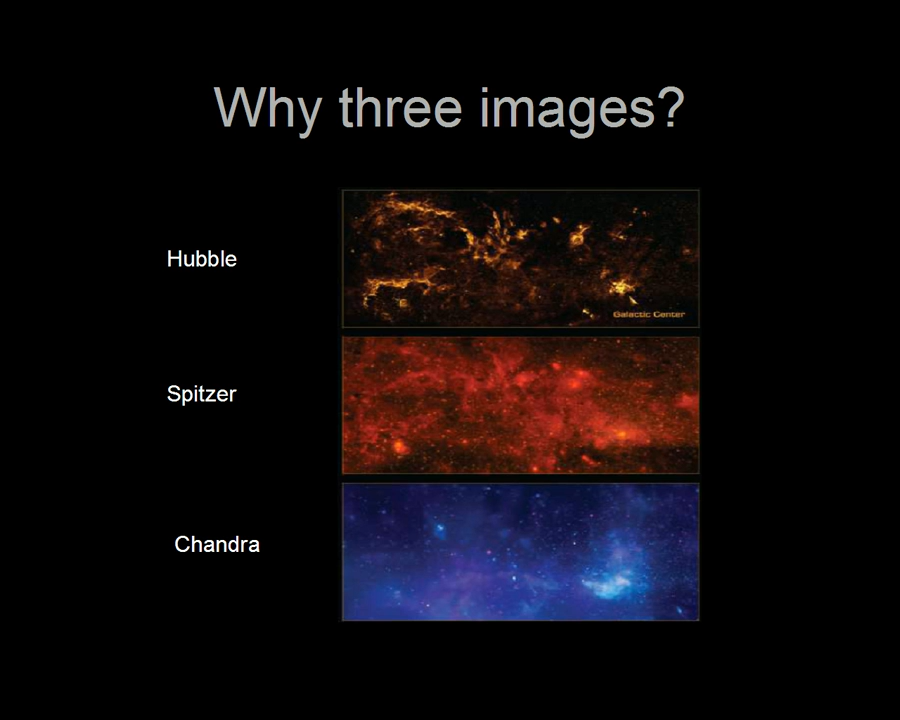 Why three images?
Hubble
Galactic Center
Spitzer
Chandra